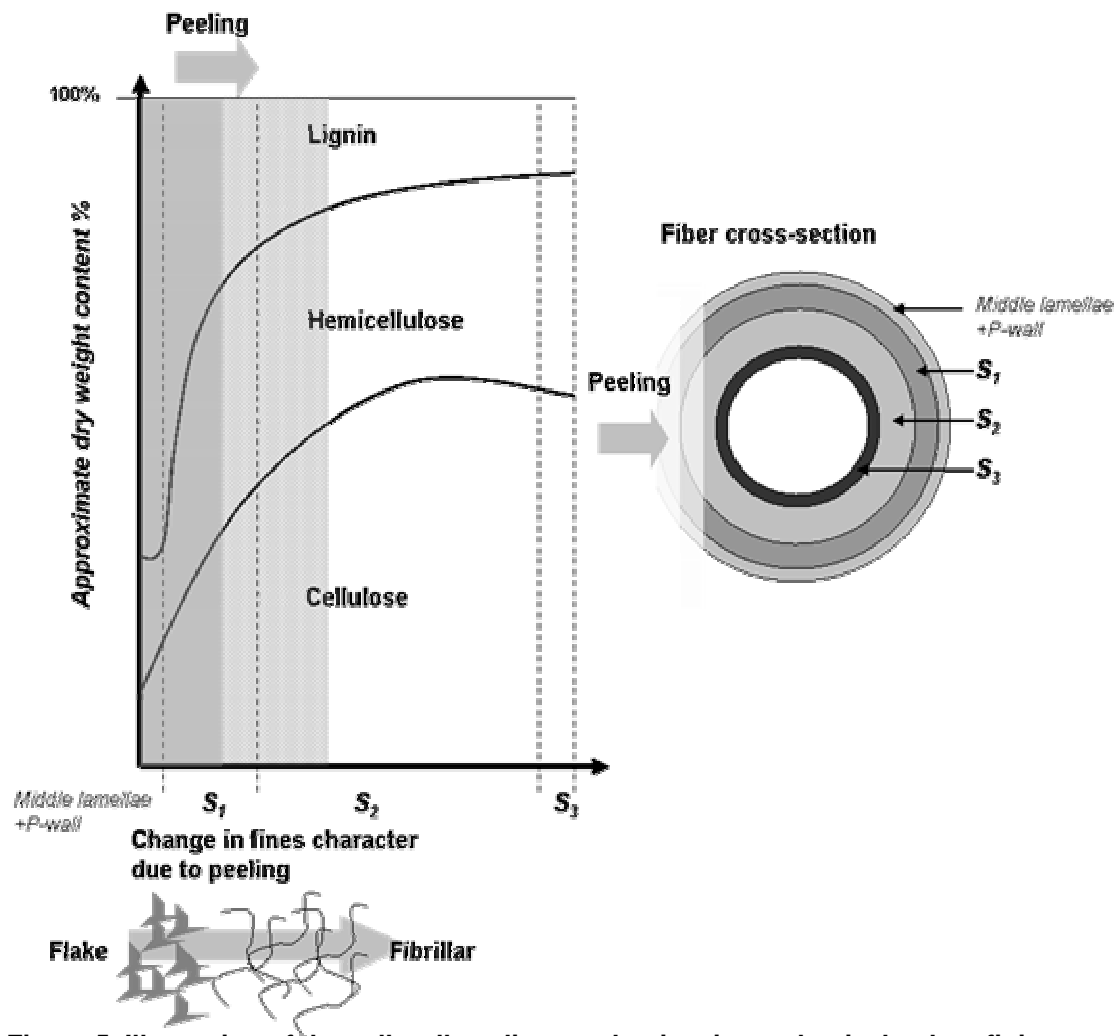 Peeling
100%
Lignin
Approximate dry weight content %
Fiber cross-section
Hemicellulose
Middle lamellae
+P-wall
Peeling
S1
S2
S3
Cellulose
Middle lamellae
+P-wall
S1
S2
S3
Change in fines character
due to peeling
Flake
Fibrillar